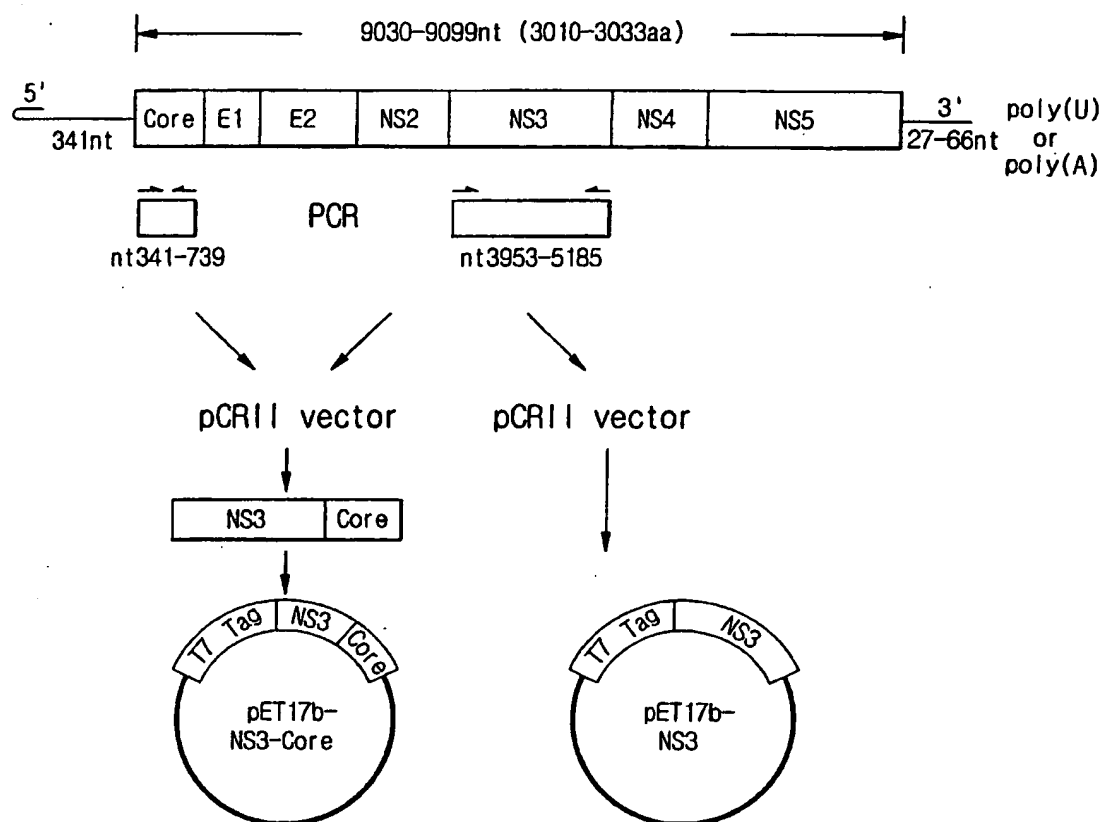 9030-9099nt (3010-3033aa)
5'
341nt
Core E1 E2 NS2 NS3 NS4 NS5
3'
27-66nt
poly(U)
or
poly(A)
PCR
nt341-739
nt3953-5185
pCRII vector
pCRII vector
NS3 Core
T7 Tag NS3 Core
pET17b-
NS3-Core
T7 Tag NS3
pET17b-
NS3